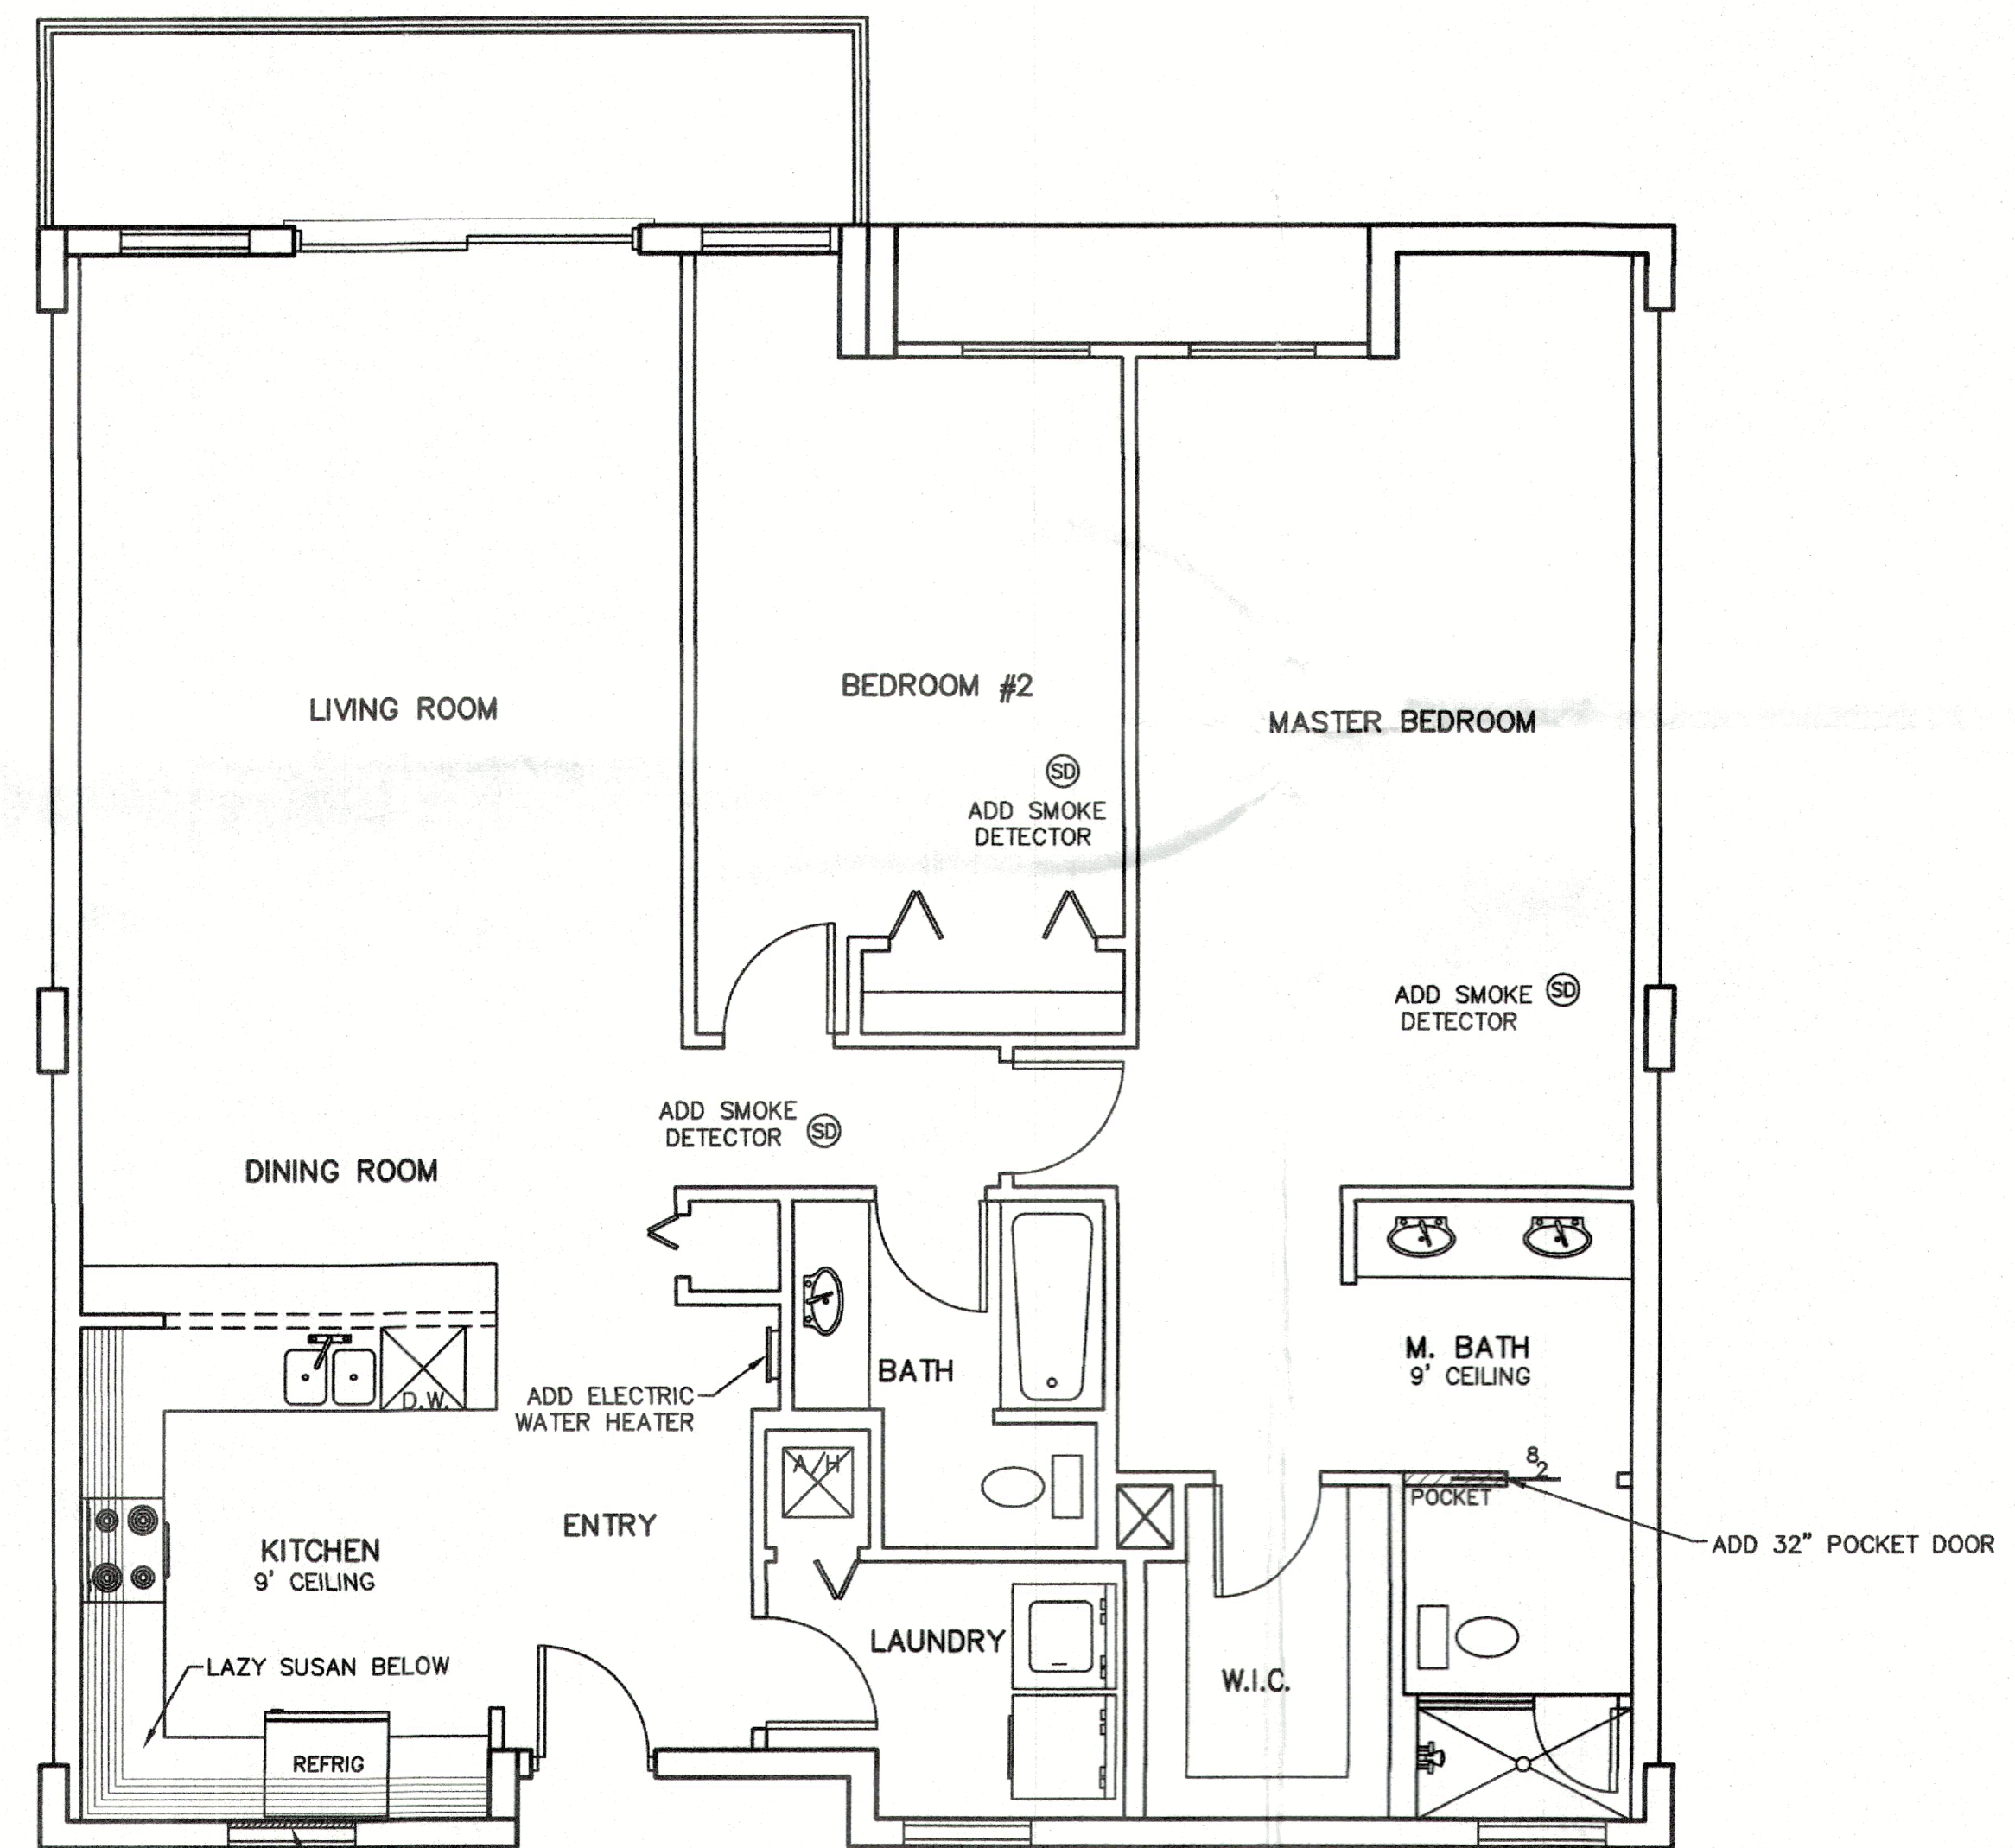 LIVING ROOM
BEDROOM #2
MASTER BEDROOM
SD
ADD SMOKE
DETECTOR
ADD SMOKE
DETECTOR
SD
ADD SMOKE
DETECTOR
SD
DINING ROOM
D.W.
ADD ELECTRIC
WATER HEATER
BATH
M. BATH
9' CEILING
A/H
8
2
POCKET
ADD 32" POCKET DOOR
KITCHEN
9' CEILING
ENTRY
LAUNDRY
LAZY SUSAN BELOW
W.I.C.
REFRIG